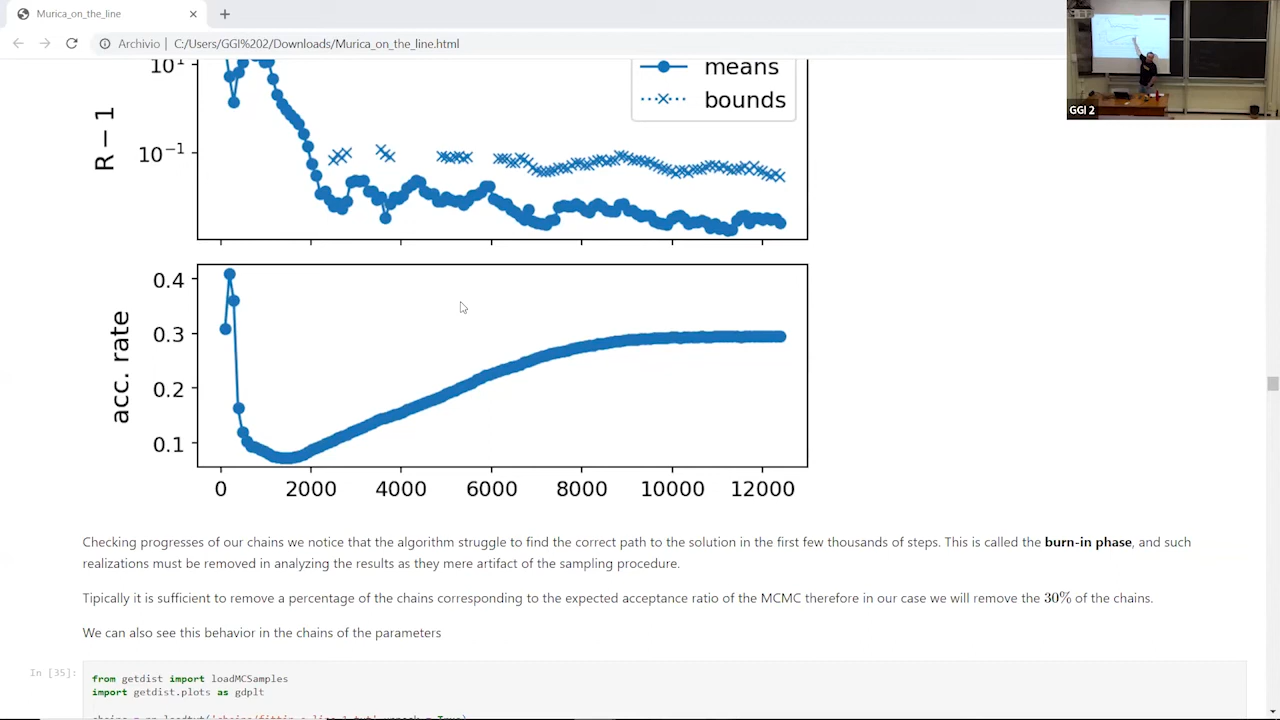 Murica_on_the_line
Archivio | C:/Users/GGI%202/Downloads/Murica_on_the_line.html
GGI 2
10¹
means
bounds
R − 1
10⁻¹
0.4
0.3
0.2
0.1
acc. rate
0 2000 4000 6000 8000 10000 12000
Checking progresses of our chains we notice that the algorithm struggle to find the correct path to the solution in the first few thousands of steps. This is called the burn-in phase, and such
realizations must be removed in analyzing the results as they mere artifact of the sampling procedure.
Tipically it is sufficient to remove a percentage of the chains corresponding to the expected acceptance ratio of the MCMC therefore in our case we will remove the 30% of the chains.
We can also see this behavior in the chains of the parameters
In [35]:
from getdist import loadMCSamples
import getdist.plots as gdplt